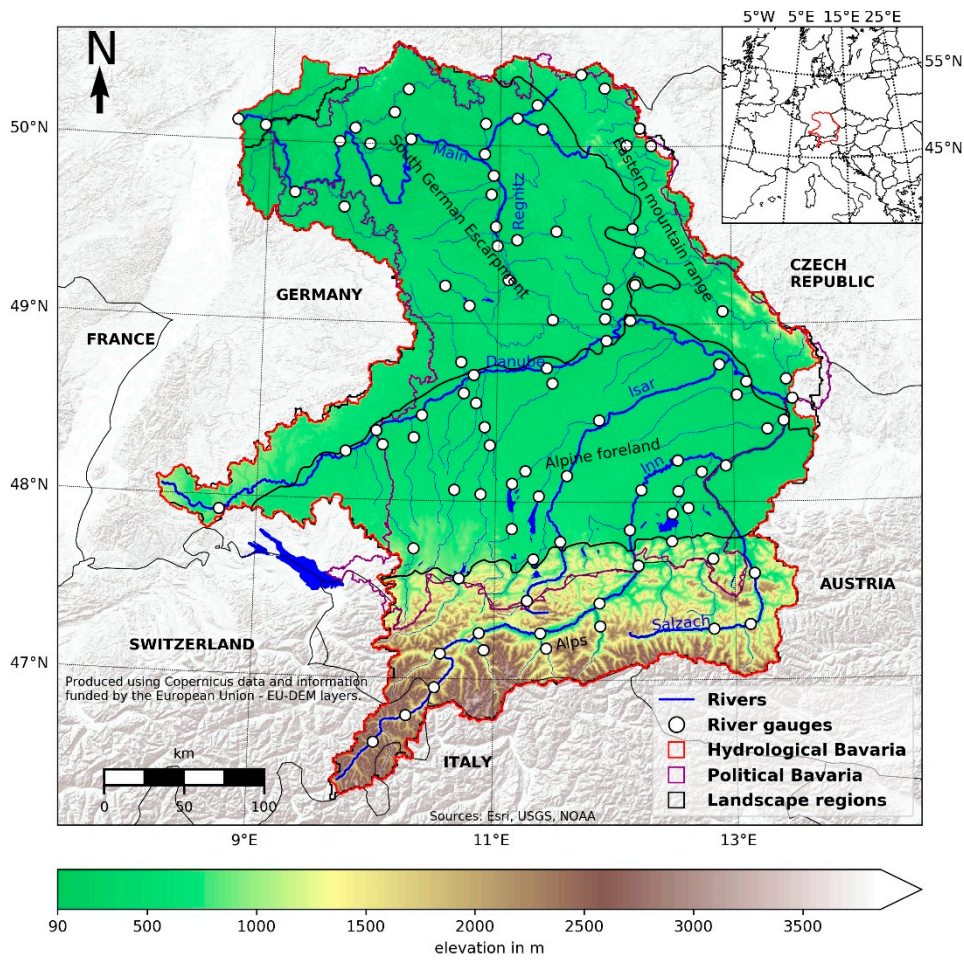 5°W 5°E 15°E 25°E
55°N
45°N
N
50°N
49°N
48°N
47°N
Main
Regnitz
South German Escarpment
Eastern mountain range
CZECH
REPUBLIC
GERMANY
FRANCE
Danube
Isar
Alpine foreland
Inn
AUSTRIA
SWITZERLAND
Salzach
Alps
Produced using Copernicus data and information
funded by the European Union - EU-DEM layers.
km
0 50 100
ITALY
Rivers
River gauges
Hydrological Bavaria
Political Bavaria
Landscape regions
Sources: Esri, USGS, NOAA
9°E 11°E 13°E
90 500 1000 1500 2000 2500 3000 3500
elevation in m